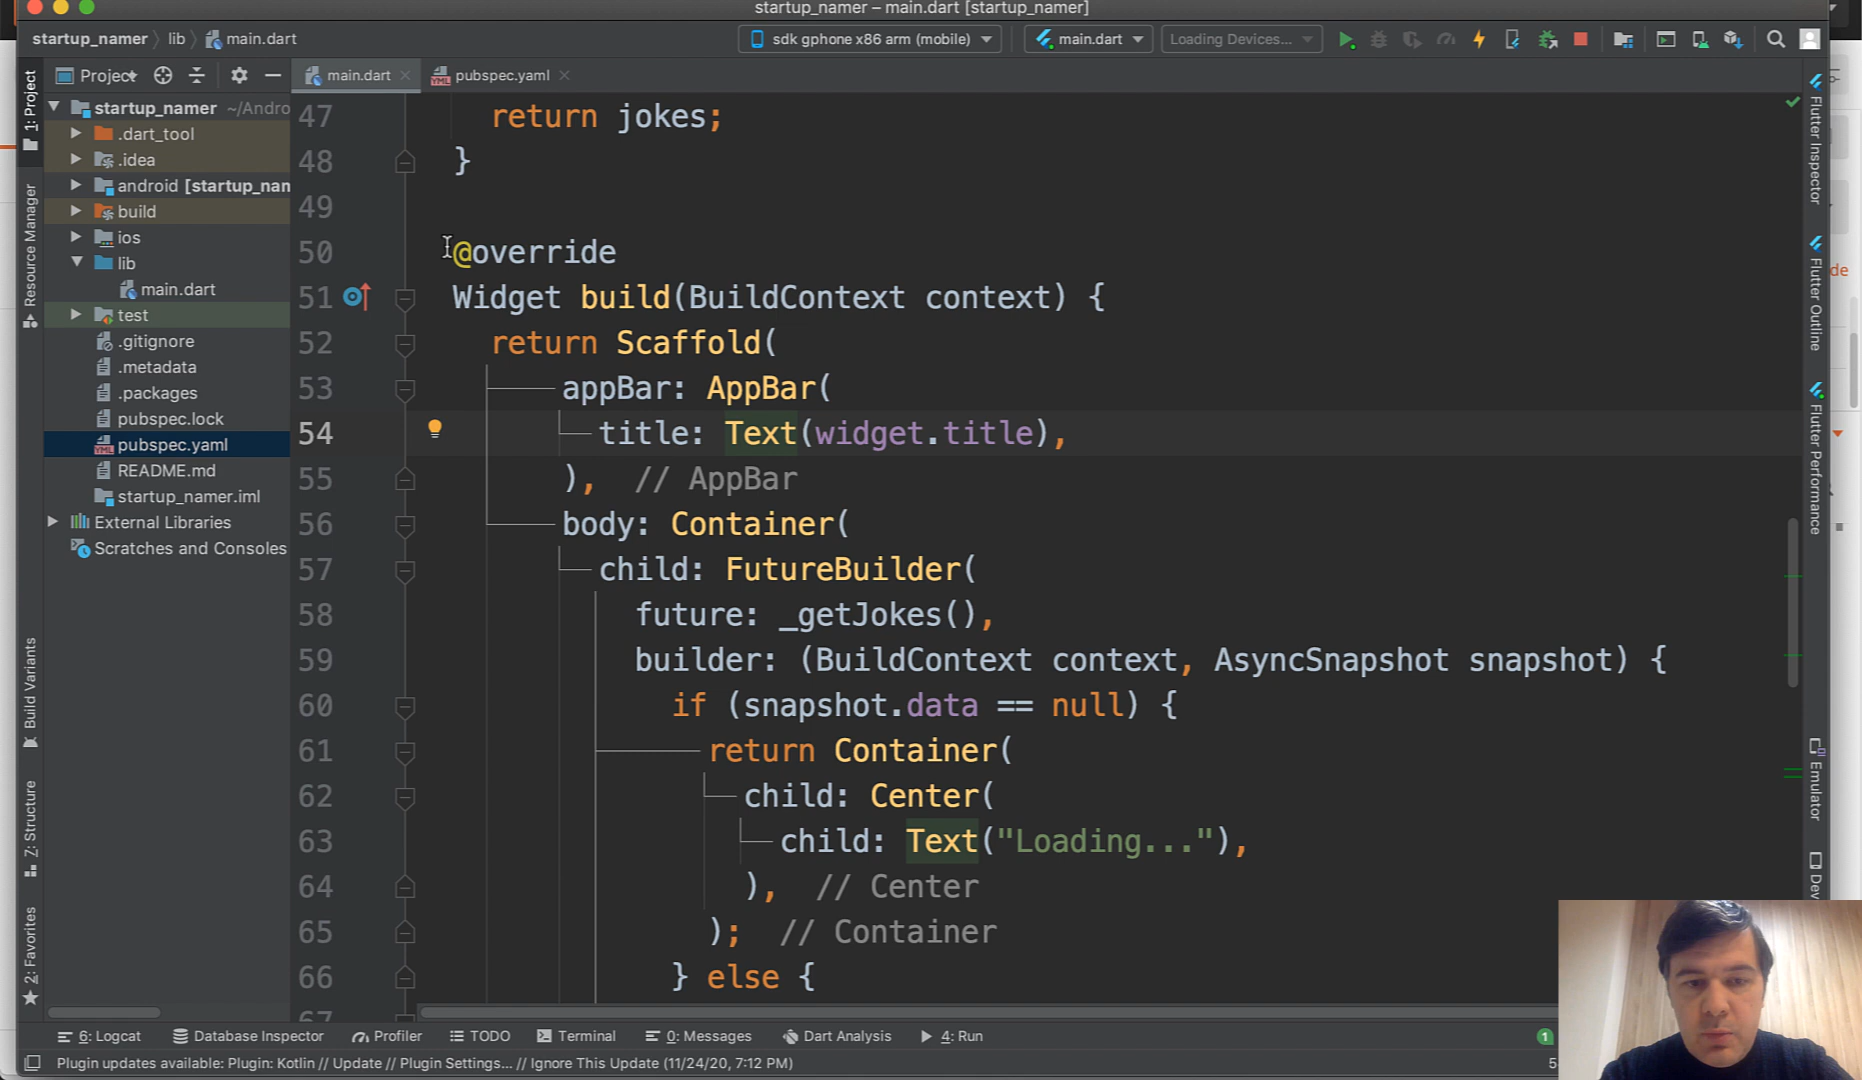 startup_namer – main.dart [startup_namer]
startup_namer lib main.dart
sdk gphone x86 arm (mobile) main.dart Loading Devices...
Project main.dart pubspec.yaml
startup_namer ~/Andro
.dart_tool
.idea
android [startup_nam
build
ios
lib
main.dart
test
.gitignore
.metadata
.packages
pubspec.lock
pubspec.yaml
README.md
startup_namer.iml
External Libraries
Scratches and Consoles
1: Project
Resource Manager
Build Variants
Z: Structure
2: Favorites
47 return jokes;
48 }
49
50 @override
51 Widget build(BuildContext context) {
52 return Scaffold(
53 appBar: AppBar(
54 title: Text(widget.title),
55 ), // AppBar
56 body: Container(
57 child: FutureBuilder(
58 future: _getJokes(),
59 builder: (BuildContext context, AsyncSnapshot snapshot) {
60 if (snapshot.data == null) {
61 return Container(
62 child: Center(
63 child: Text("Loading..."),
64 ), // Center
65 ); // Container
66 } else {
67
Flutter Inspector
Flutter Outline
Flutter Performance
Emulator
Dev
de
6: Logcat Database Inspector Profiler TODO Terminal 0: Messages Dart Analysis 4: Run 1
Plugin updates available: Plugin: Kotlin // Update // Plugin Settings... // Ignore This Update (11/24/20, 7:12 PM) 5